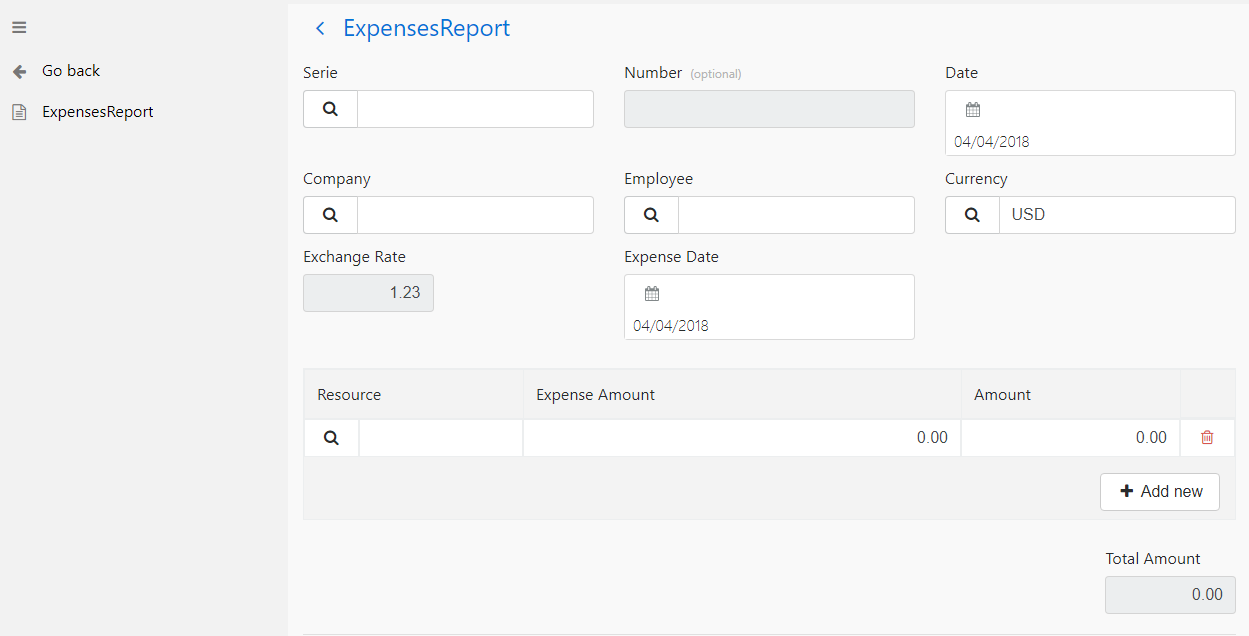 ExpensesReport
Go back
ExpensesReport
Serie
Number (optional)
Date
04/04/2018
Company
Employee
Currency
USD
Exchange Rate
1.23
Expense Date
04/04/2018
Resource Expense Amount Amount
0.00 0.00
Add new
Total Amount
0.00